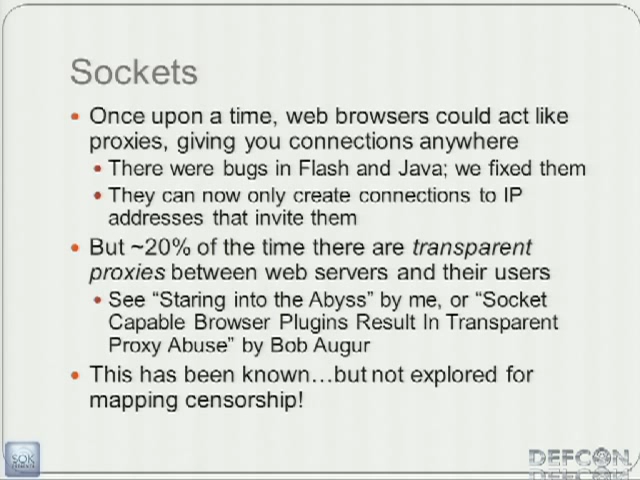 Sockets
• Once upon a time, web browsers could act like
proxies, giving you connections anywhere
• There were bugs in Flash and Java; we fixed them
• They can now only create connections to IP
addresses that invite them
• But ~20% of the time there are transparent
proxies between web servers and their users
• See “Staring into the Abyss” by me, or “Socket
Capable Browser Plugins Result In Transparent
Proxy Abuse” by Bob Augur
• This has been known…but not explored for
mapping censorship!
SOK
DEFCON